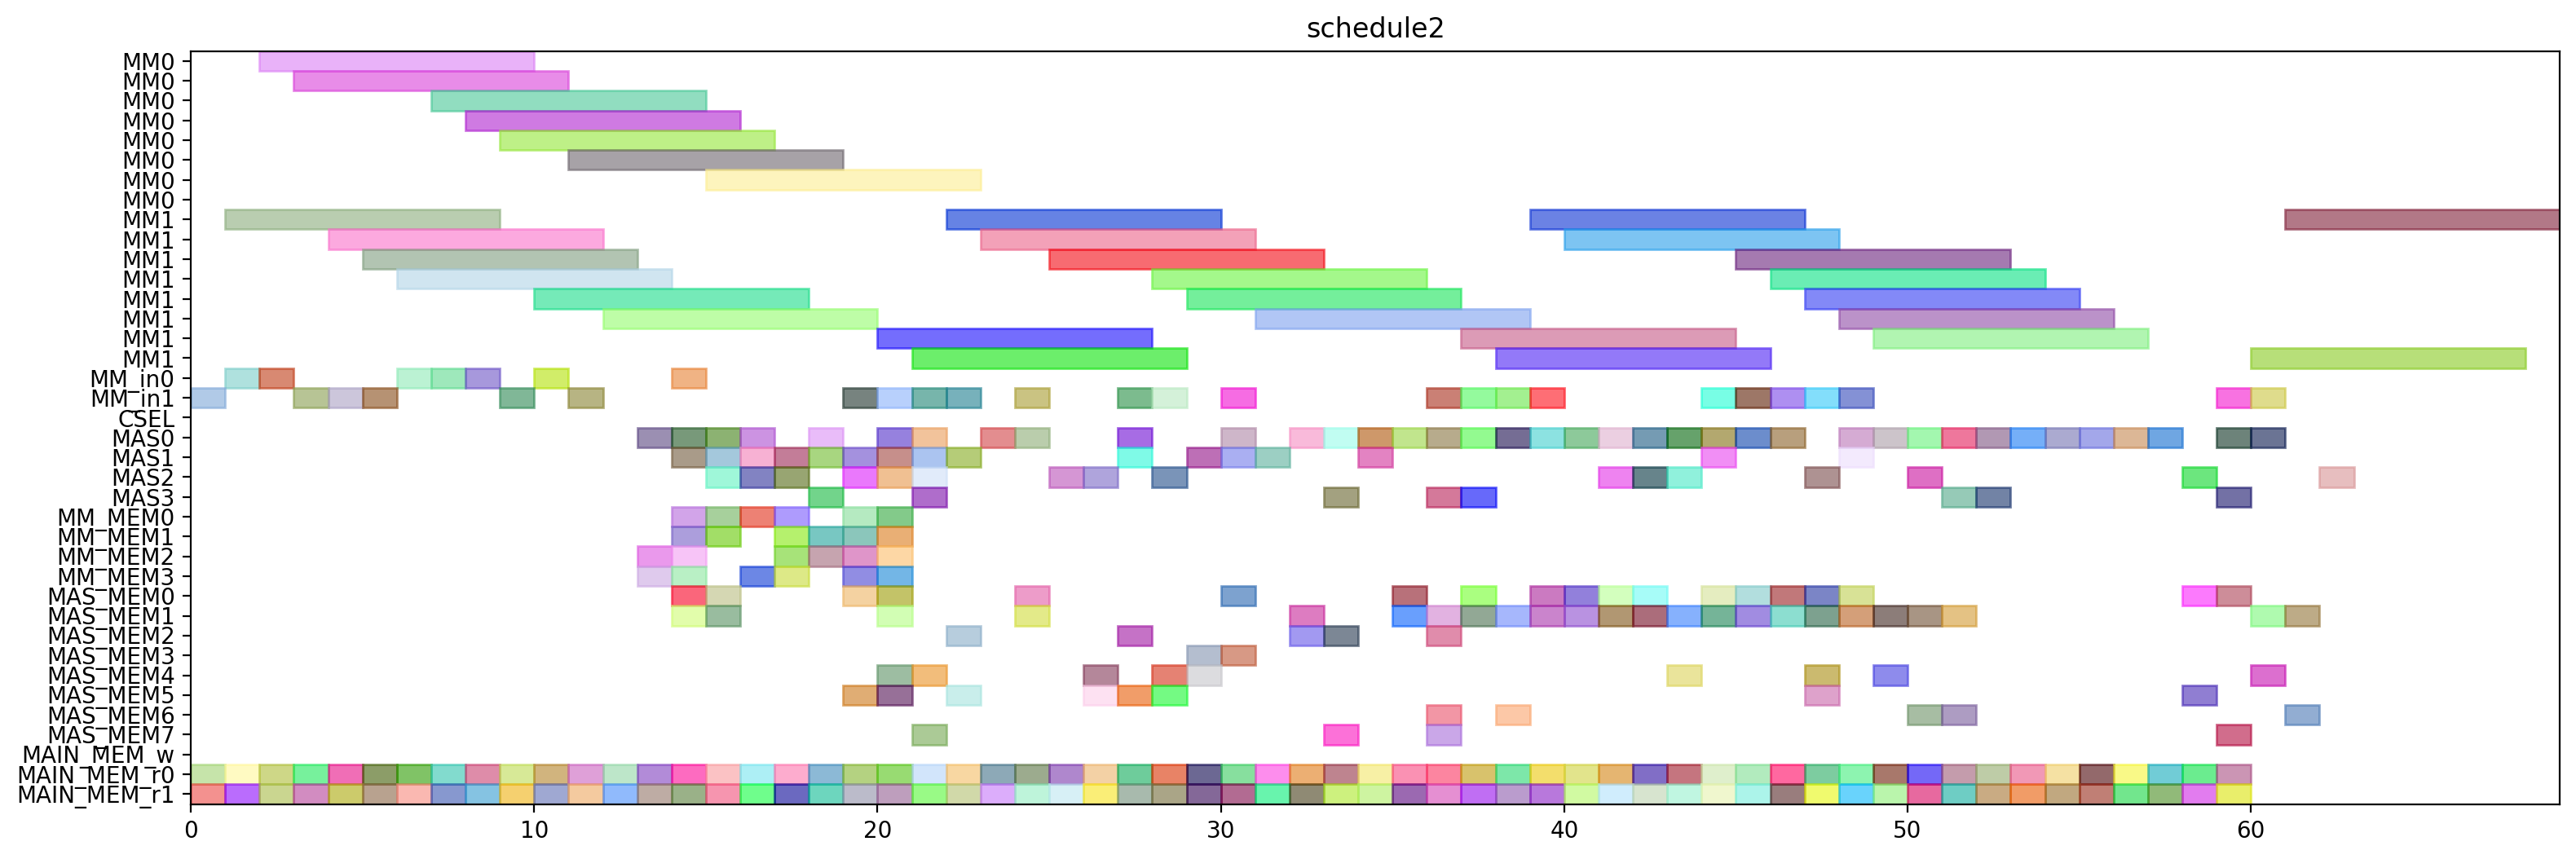 schedule2
MM0
MM0
MM0
MM0
MM0
MM0
MM0
MM0
MM1
MM1
MM1
MM1
MM1
MM1
MM1
MM1
MM_in0
MM_in1
CSEL
MAS0
MAS1
MAS2
MAS3
MM_MEM0
MM_MEM1
MM_MEM2
MM_MEM3
MAS_MEM0
MAS_MEM1
MAS_MEM2
MAS_MEM3
MAS_MEM4
MAS_MEM5
MAS_MEM6
MAS_MEM7
MAIN_MEM_w
MAIN_MEM_r0
MAIN_MEM_r1
0 10 20 30 40 50 60